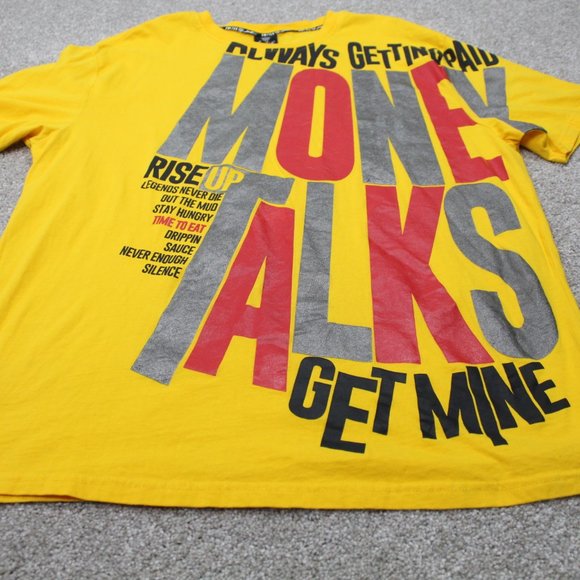 ALWAYS GETTING PAID
MONEY
TALKS
RISE UP
LEGENDS NEVER DIE
OUT THE MUD
STAY HUNGRY
TIME TO EAT
DRIPPIN
SAUCE
NEVER ENOUGH
SILENCE
GET MINE